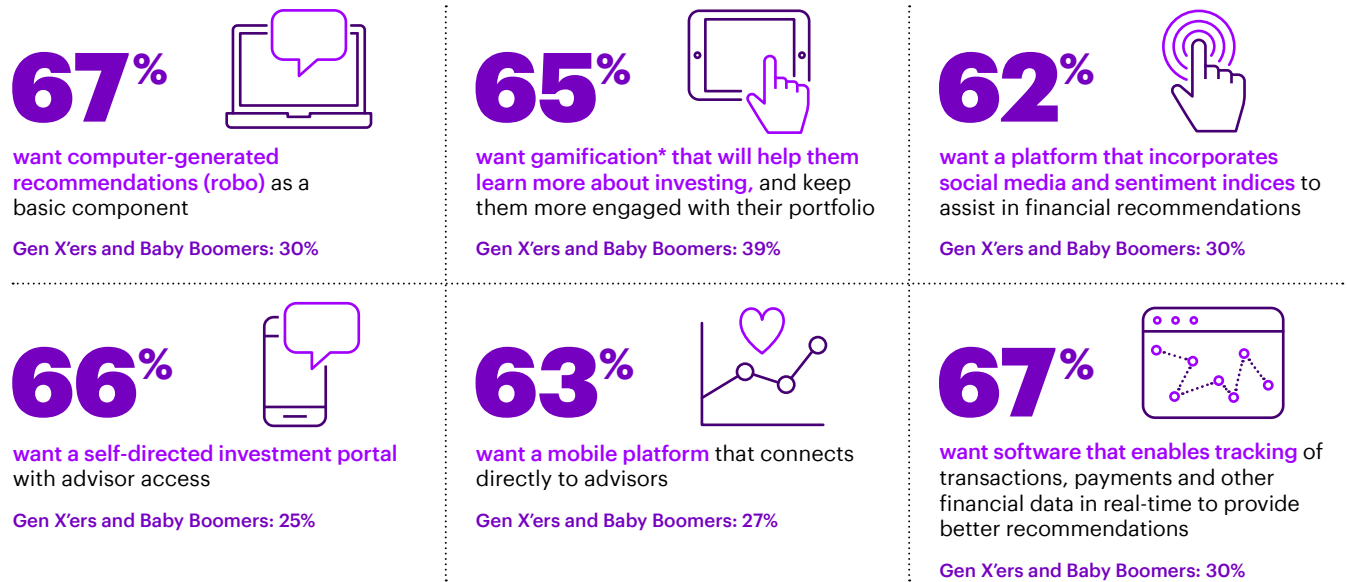 67%
want computer-generated
recommendations (robo) as a
basic component
Gen X’ers and Baby Boomers: 30%
65%
want gamification* that will help them
learn more about investing, and keep
them more engaged with their portfolio
Gen X’ers and Baby Boomers: 39%
62%
want a platform that incorporates
social media and sentiment indices to
assist in financial recommendations
Gen X’ers and Baby Boomers: 30%
66%
want a self-directed investment portal
with advisor access
Gen X’ers and Baby Boomers: 25%
63%
want a mobile platform that connects
directly to advisors
Gen X’ers and Baby Boomers: 27%
67%
want software that enables tracking of
transactions, payments and other
financial data in real-time to provide
better recommendations
Gen X’ers and Baby Boomers: 30%